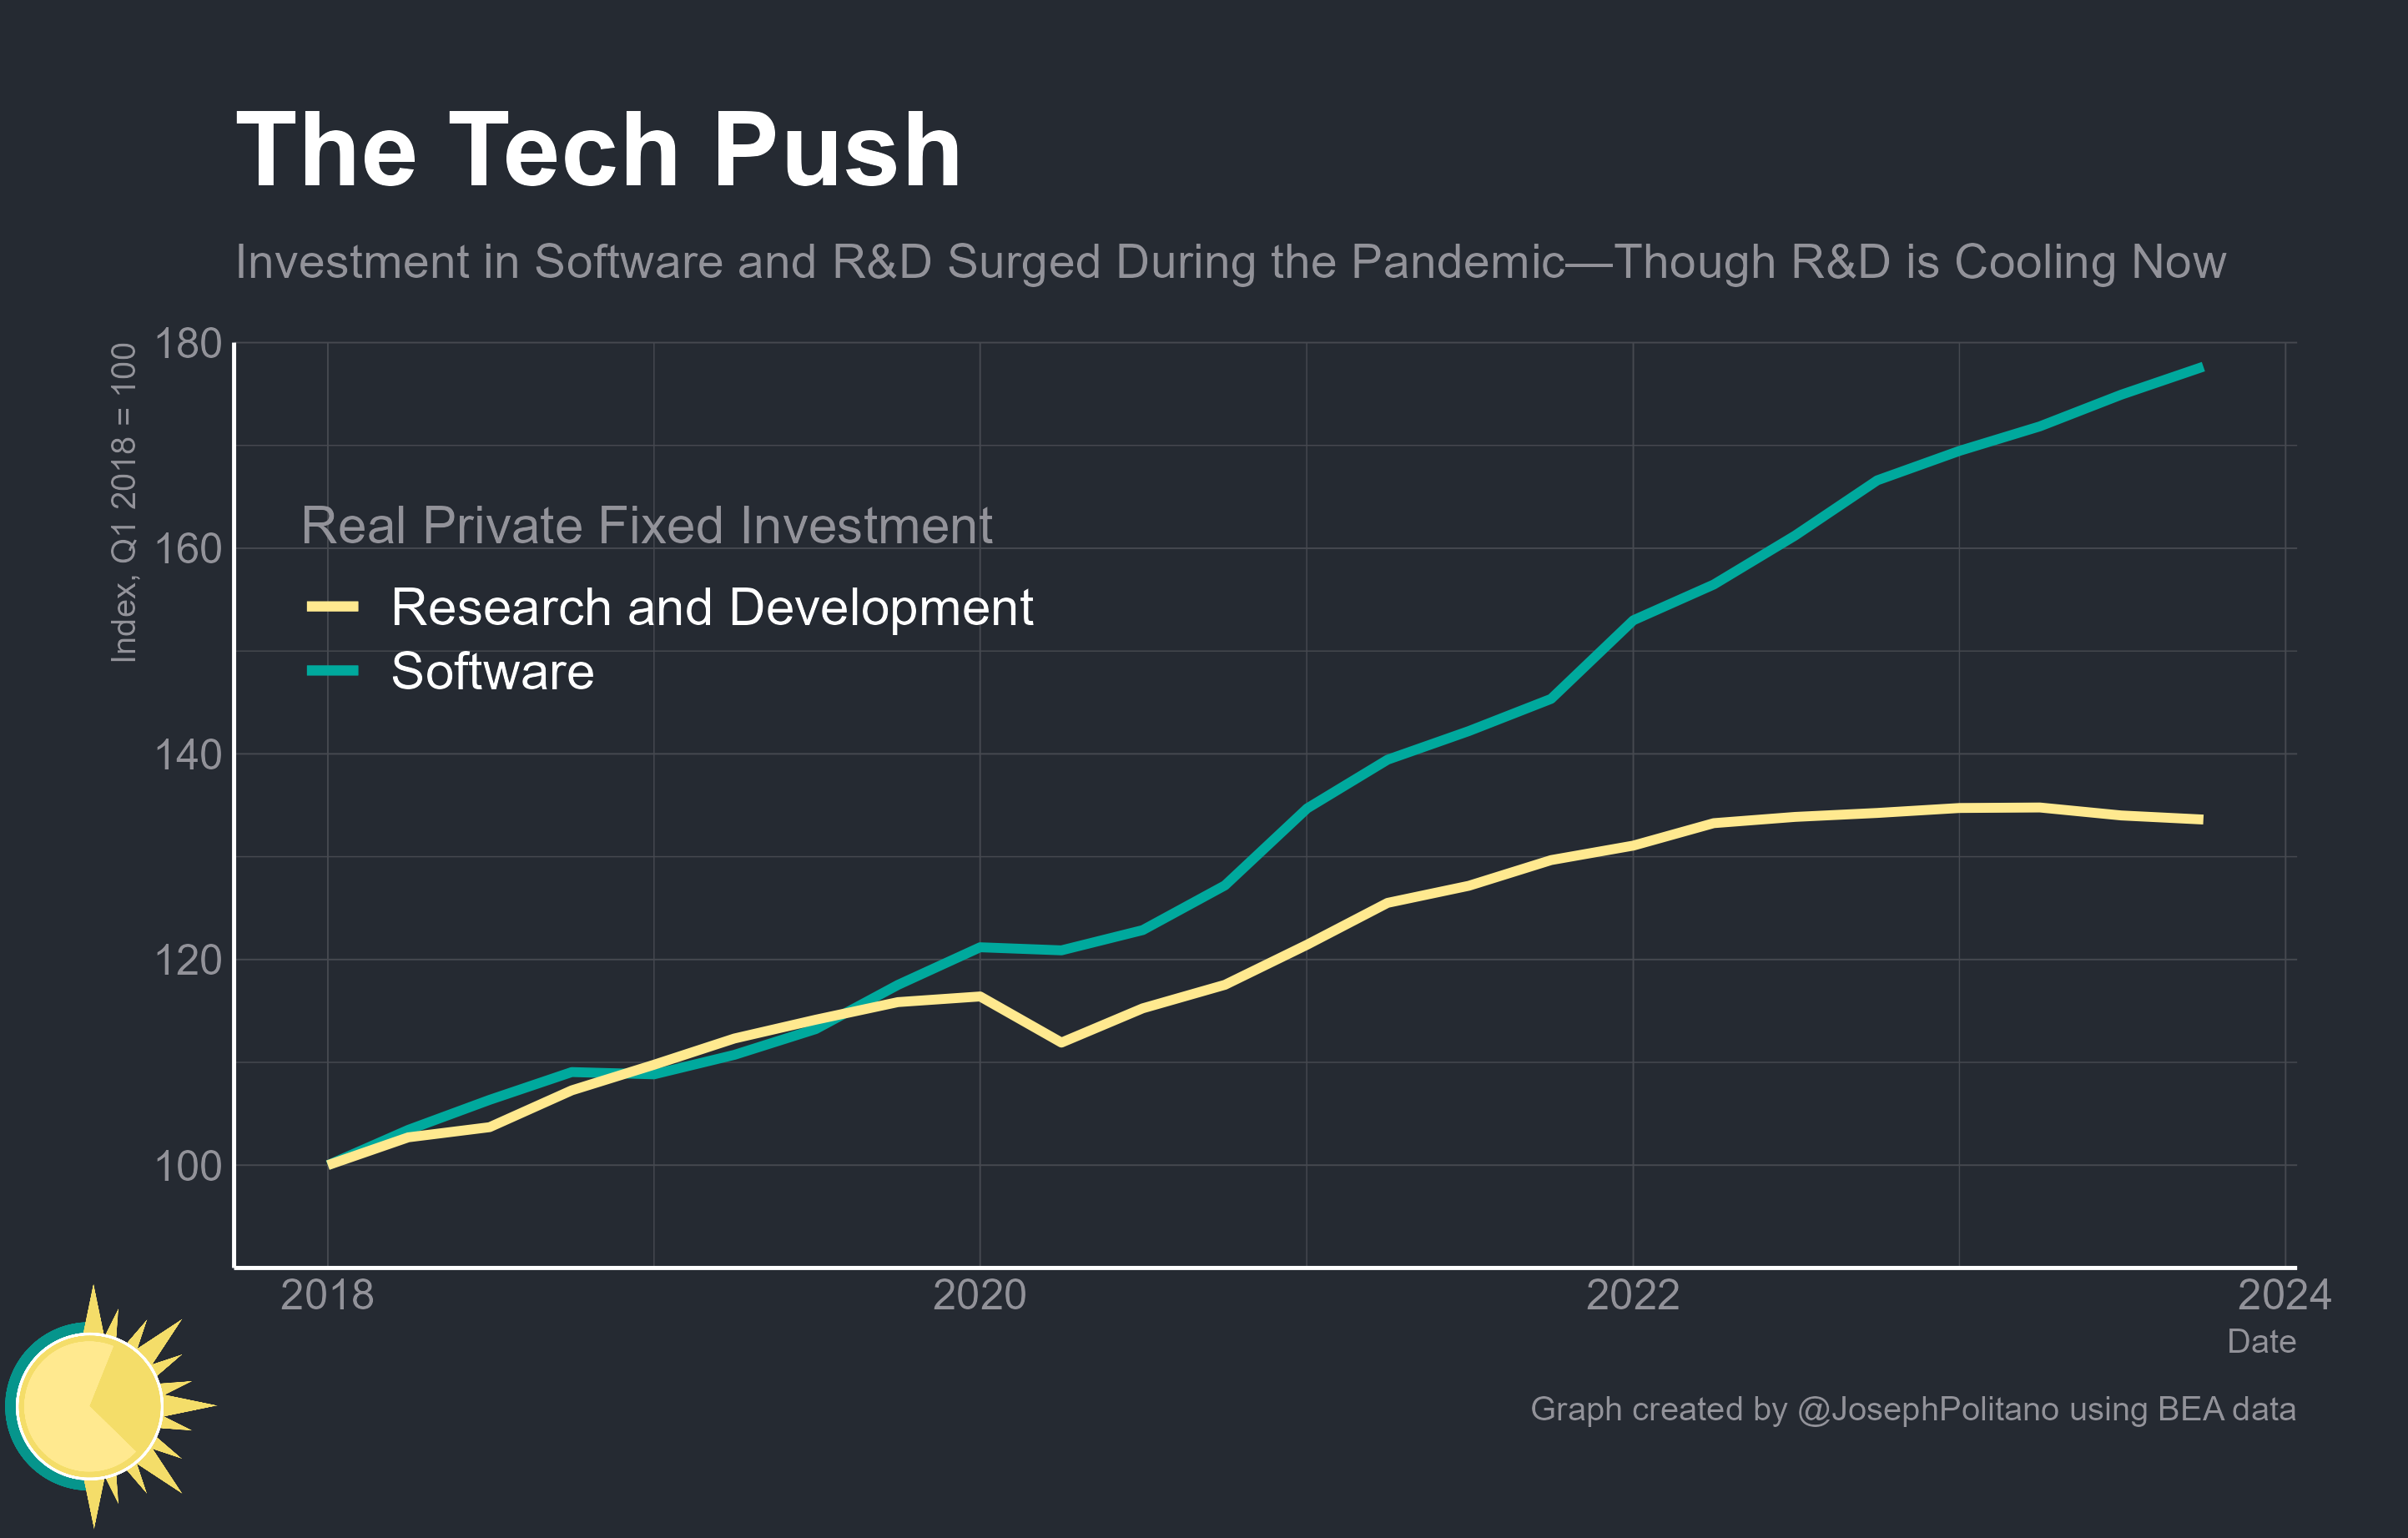 The Tech Push
Investment in Software and R&D Surged During the Pandemic—Though R&D is Cooling Now
Index, Q1 2018 = 100
180
160
140
120
100
Real Private Fixed Investment
Research and Development
Software
2018
2020
2022
2024
Date
Graph created by @JosephPolitano using BEA data